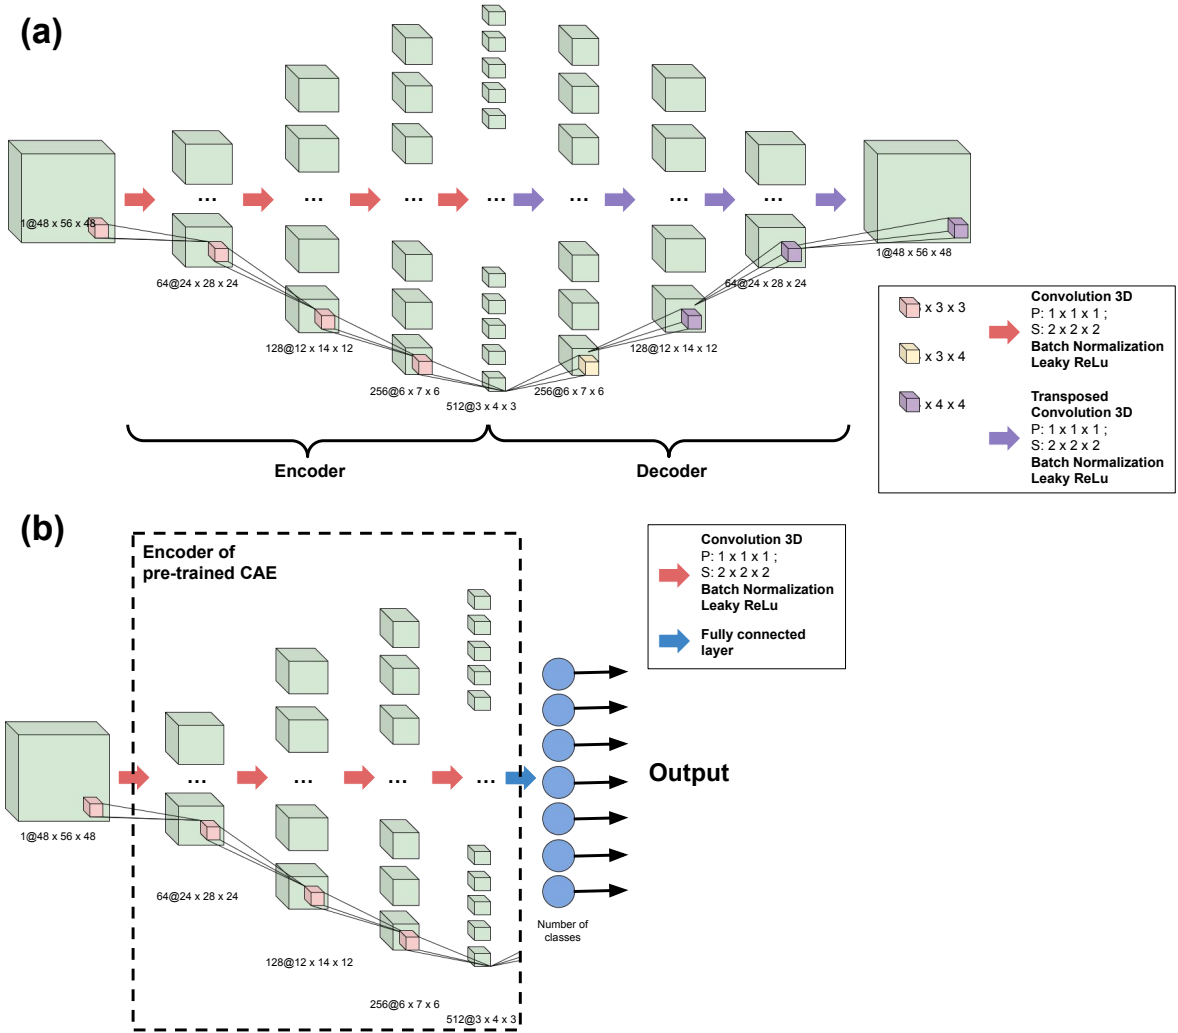 (a)
... ... ... ... ... ... ...
1@48 x 56 x 48
64@24 x 28 x 24
128@12 x 14 x 12
256@6 x 7 x 6
512@3 x 4 x 3
256@6 x 7 x 6
128@12 x 14 x 12
64@24 x 28 x 24
1@48 x 56 x 48
Encoder
Decoder
x 3 x 3
x 3 x 4
x 4 x 4
Convolution 3D
P: 1 x 1 x 1 ;
S: 2 x 2 x 2
Batch Normalization
Leaky ReLu
Transposed
Convolution 3D
P: 1 x 1 x 1 ;
S: 2 x 2 x 2
Batch Normalization
Leaky ReLu
(b)
Encoder of
pre-trained CAE
... ... ... ...
1@48 x 56 x 48
64@24 x 28 x 24
128@12 x 14 x 12
256@6 x 7 x 6
512@3 x 4 x 3
Number of
classes
Output
Convolution 3D
P: 1 x 1 x 1 ;
S: 2 x 2 x 2
Batch Normalization
Leaky ReLu
Fully connected
layer